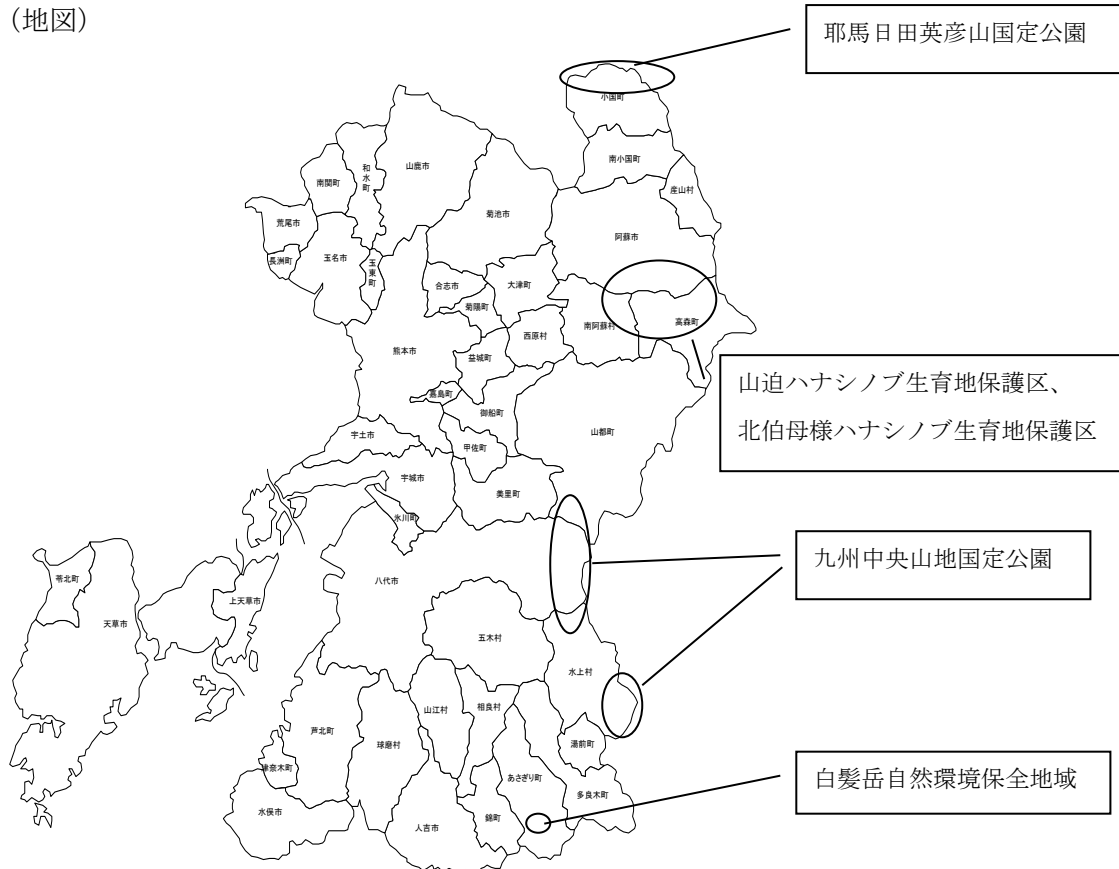 （地図）
耶馬日田英彦山国定公園
小国町
南小国町
産山村
和水町
山鹿市
南関町
菊池市
荒尾市
阿蘇市
長洲町
玉名市
玉東町
合志市
大津町
菊陽町
南阿蘇村
高森町
西原村
熊本市
益城町
山迫ハナシノブ生育地保護区、
北伯母様ハナシノブ生育地保護区
嘉島町
御船町
宇土市
甲佐町
山都町
宇城市
美里町
氷川町
九州中央山地国定公園
苓北町
八代市
上天草市
天草市
五木村
水上村
山江村
相良村
芦北町
球磨村
湯前町
津奈木町
あさぎり町
白髪岳自然環境保全地域
多良木町
水俣市
錦町
人吉市